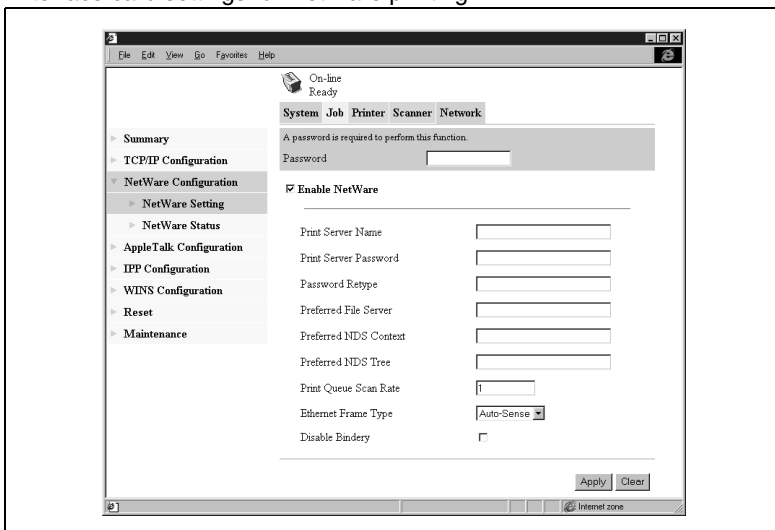 File Edit View Go Favorites Help
On-line
Ready
System Job Printer Scanner Network
Summary
TCP/IP Configuration
NetWare Configuration
NetWare Setting
NetWare Status
AppleTalk Configuration
IPP Configuration
WINS Configuration
Reset
Maintenance
A password is required to perform this function.
Password
Enable NetWare
Print Server Name
Print Server Password
Password Retype
Preferred File Server
Preferred NDS Context
Preferred NDS Tree
Print Queue Scan Rate 1
Ethernet Frame Type Auto-Sense
Disable Bindery
Apply Clear
Internet zone